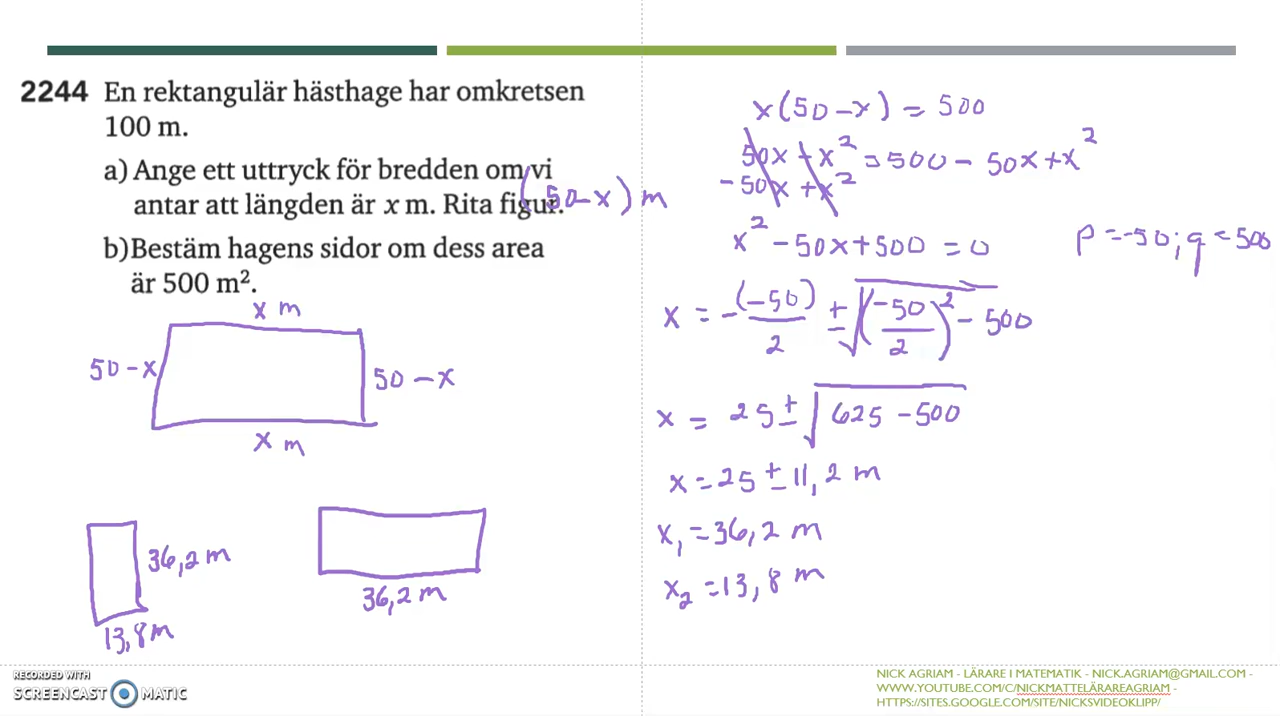 2244 En rektangulär hästhage har omkretsen
100 m.
a) Ange ett uttryck för bredden om vi
antar att längden är x m. Rita figur.
(50-x) m
b) Bestäm hagens sidor om dess area
är 500 m².
x m
50-x
50-x
x m
36,2 m
13,8 m
36,2 m
x(50-x) = 500
50x + x² = 500 - 50x + x²
-50x + x²
x² - 50x + 500 = 0
p = -50; q = 500
x = -(-50)/2 ± √((-50/2)² - 500)
x = 25 ± √(625 - 500)
x = 25 ± 11,2 m
x₁ = 36,2 m
x₂ = 13,8 m
RECORDED WITH
SCREENCAST MATIC
NICK AGRIAM - LÄRARE I MATEMATIK - NICK.AGRIAM@GMAIL.COM -
WWW.YOUTUBE.COM/C/NICKMATTELÄRAREAGRIAM -
HTTPS://SITES.GOOGLE.COM/SITE/NICKSVIDEOKLIPP/